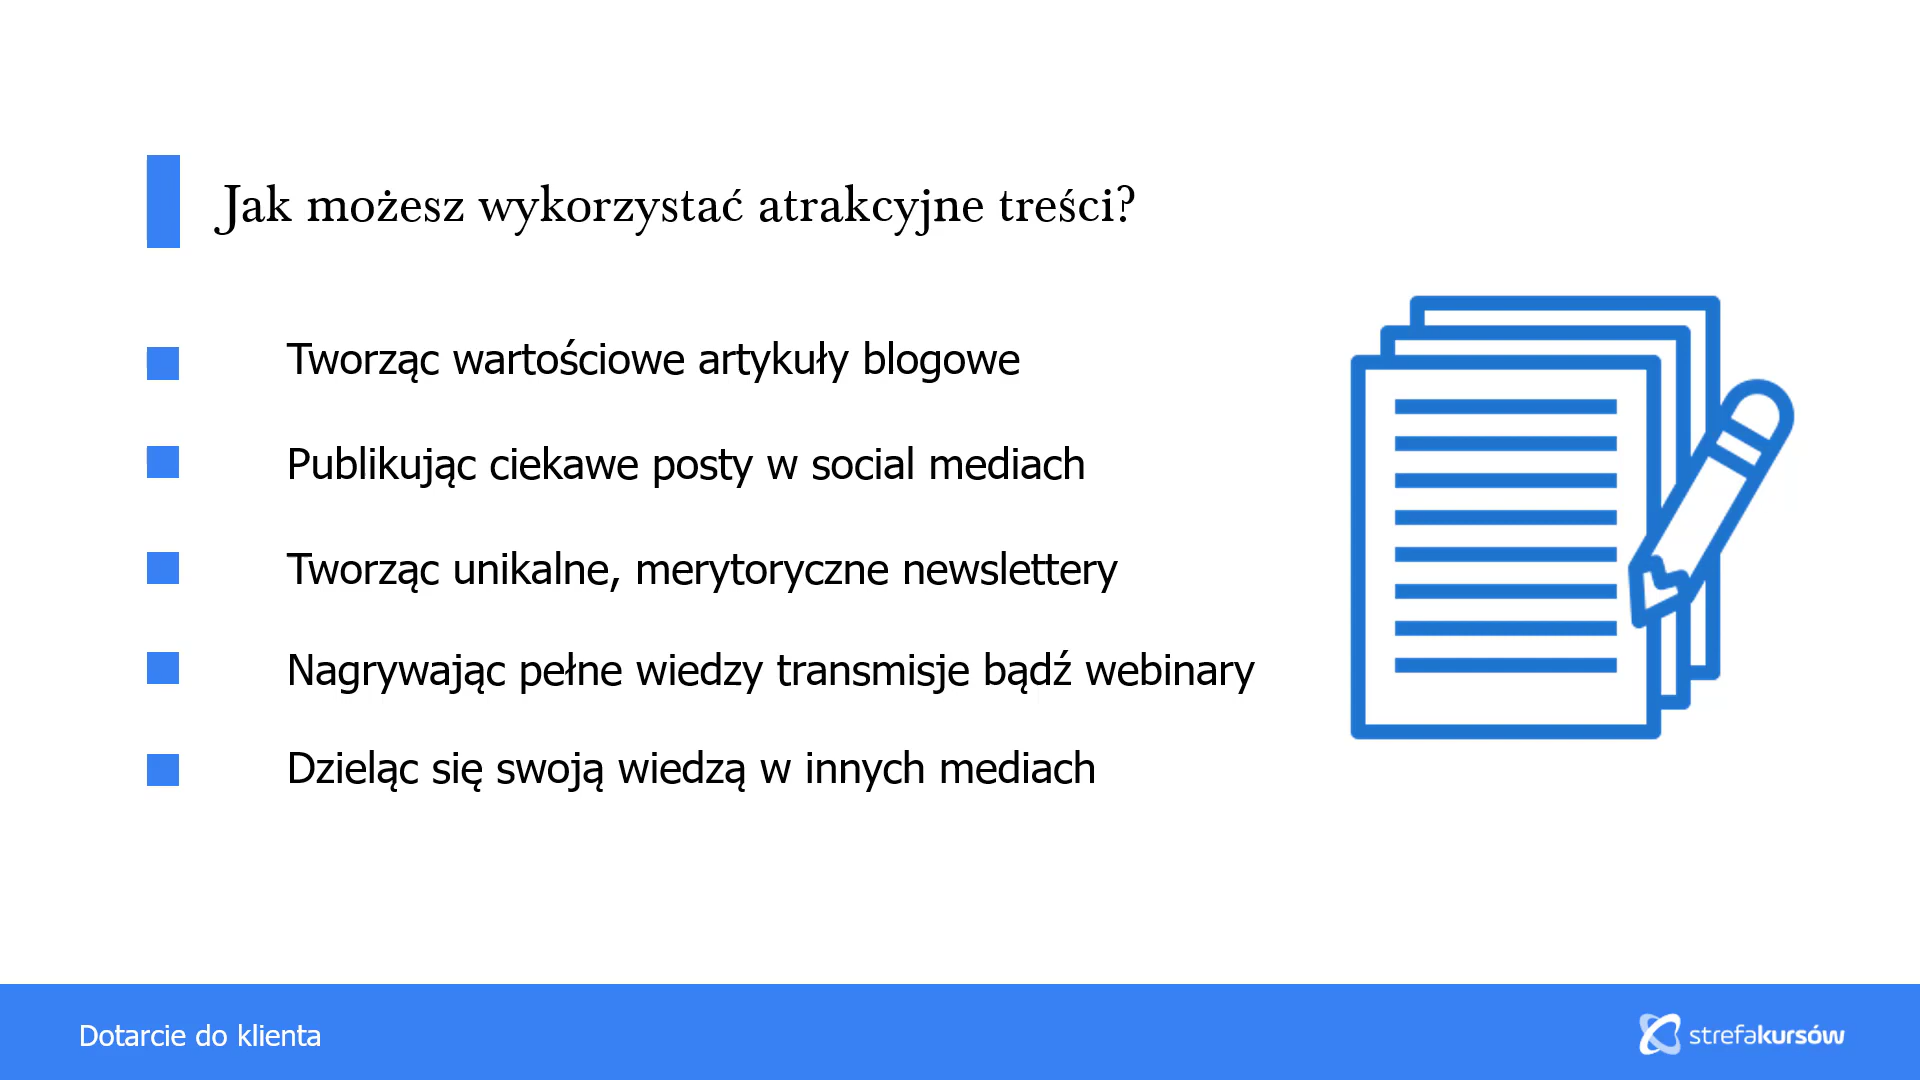 Jak możesz wykorzystać atrakcyjne treści?
Tworząc wartościowe artykuły blogowe
Publikując ciekawe posty w social mediach
Tworząc unikalne, merytoryczne newslettery
Nagrywając pełne wiedzy transmisje bądź webinary
Dzieląc się swoją wiedzą w innych mediach
Dotarcie do klienta
strefakursów